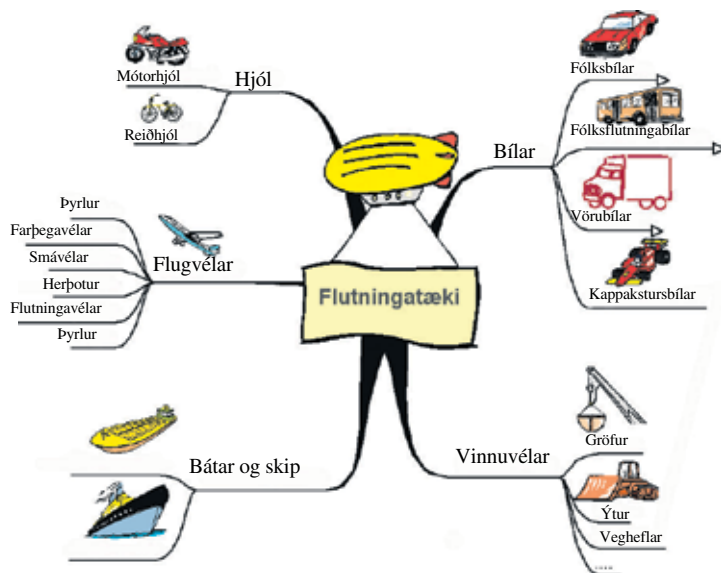 Mótorhjól
Hjól
Reiðhjól
Fólksbílar
Fólksflutningabílar
Bílar
Vörubílar
Kappakstursbílar
Þyrlur
Farþegavélar
Smávélar
Flugvélar
Herþotur
Flutningavélar
Þyrlur
Flutningatæki
Bátar og skip
Vinnuvélar
Gröfur
Ýtur
Vegheflar
....